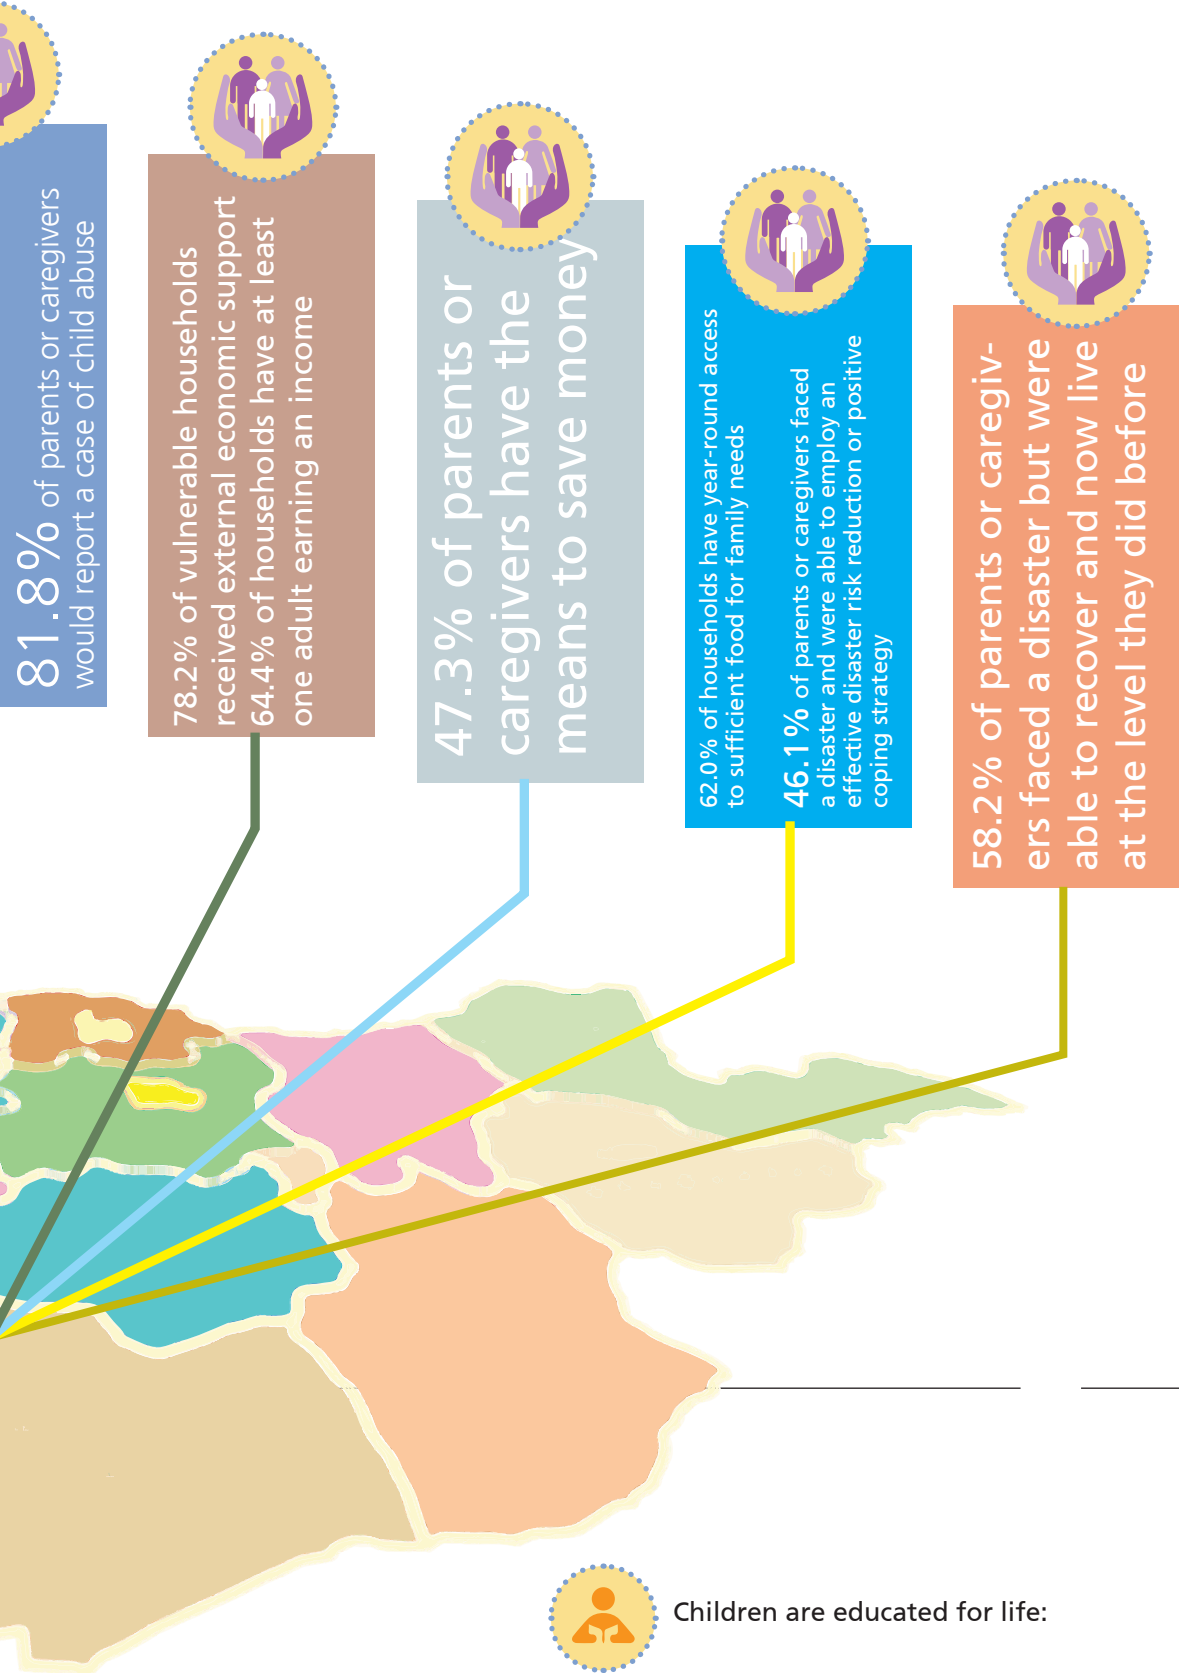 81.8% of parents or caregivers
would report a case of child abuse
78.2% of vulnerable households
received external economic support
64.4% of households have at least
one adult earning an income
47.3% of parents or
caregivers have the
means to save money
62.0% of households have year-round access
to sufficient food for family needs
46.1% of parents or caregivers faced
a disaster and were able to employ an
effective disaster risk reduction or positive
coping strategy
58.2% of parents or caregiv-
ers faced a disaster but were
able to recover and now live
at the level they did before
Children are educated for life: